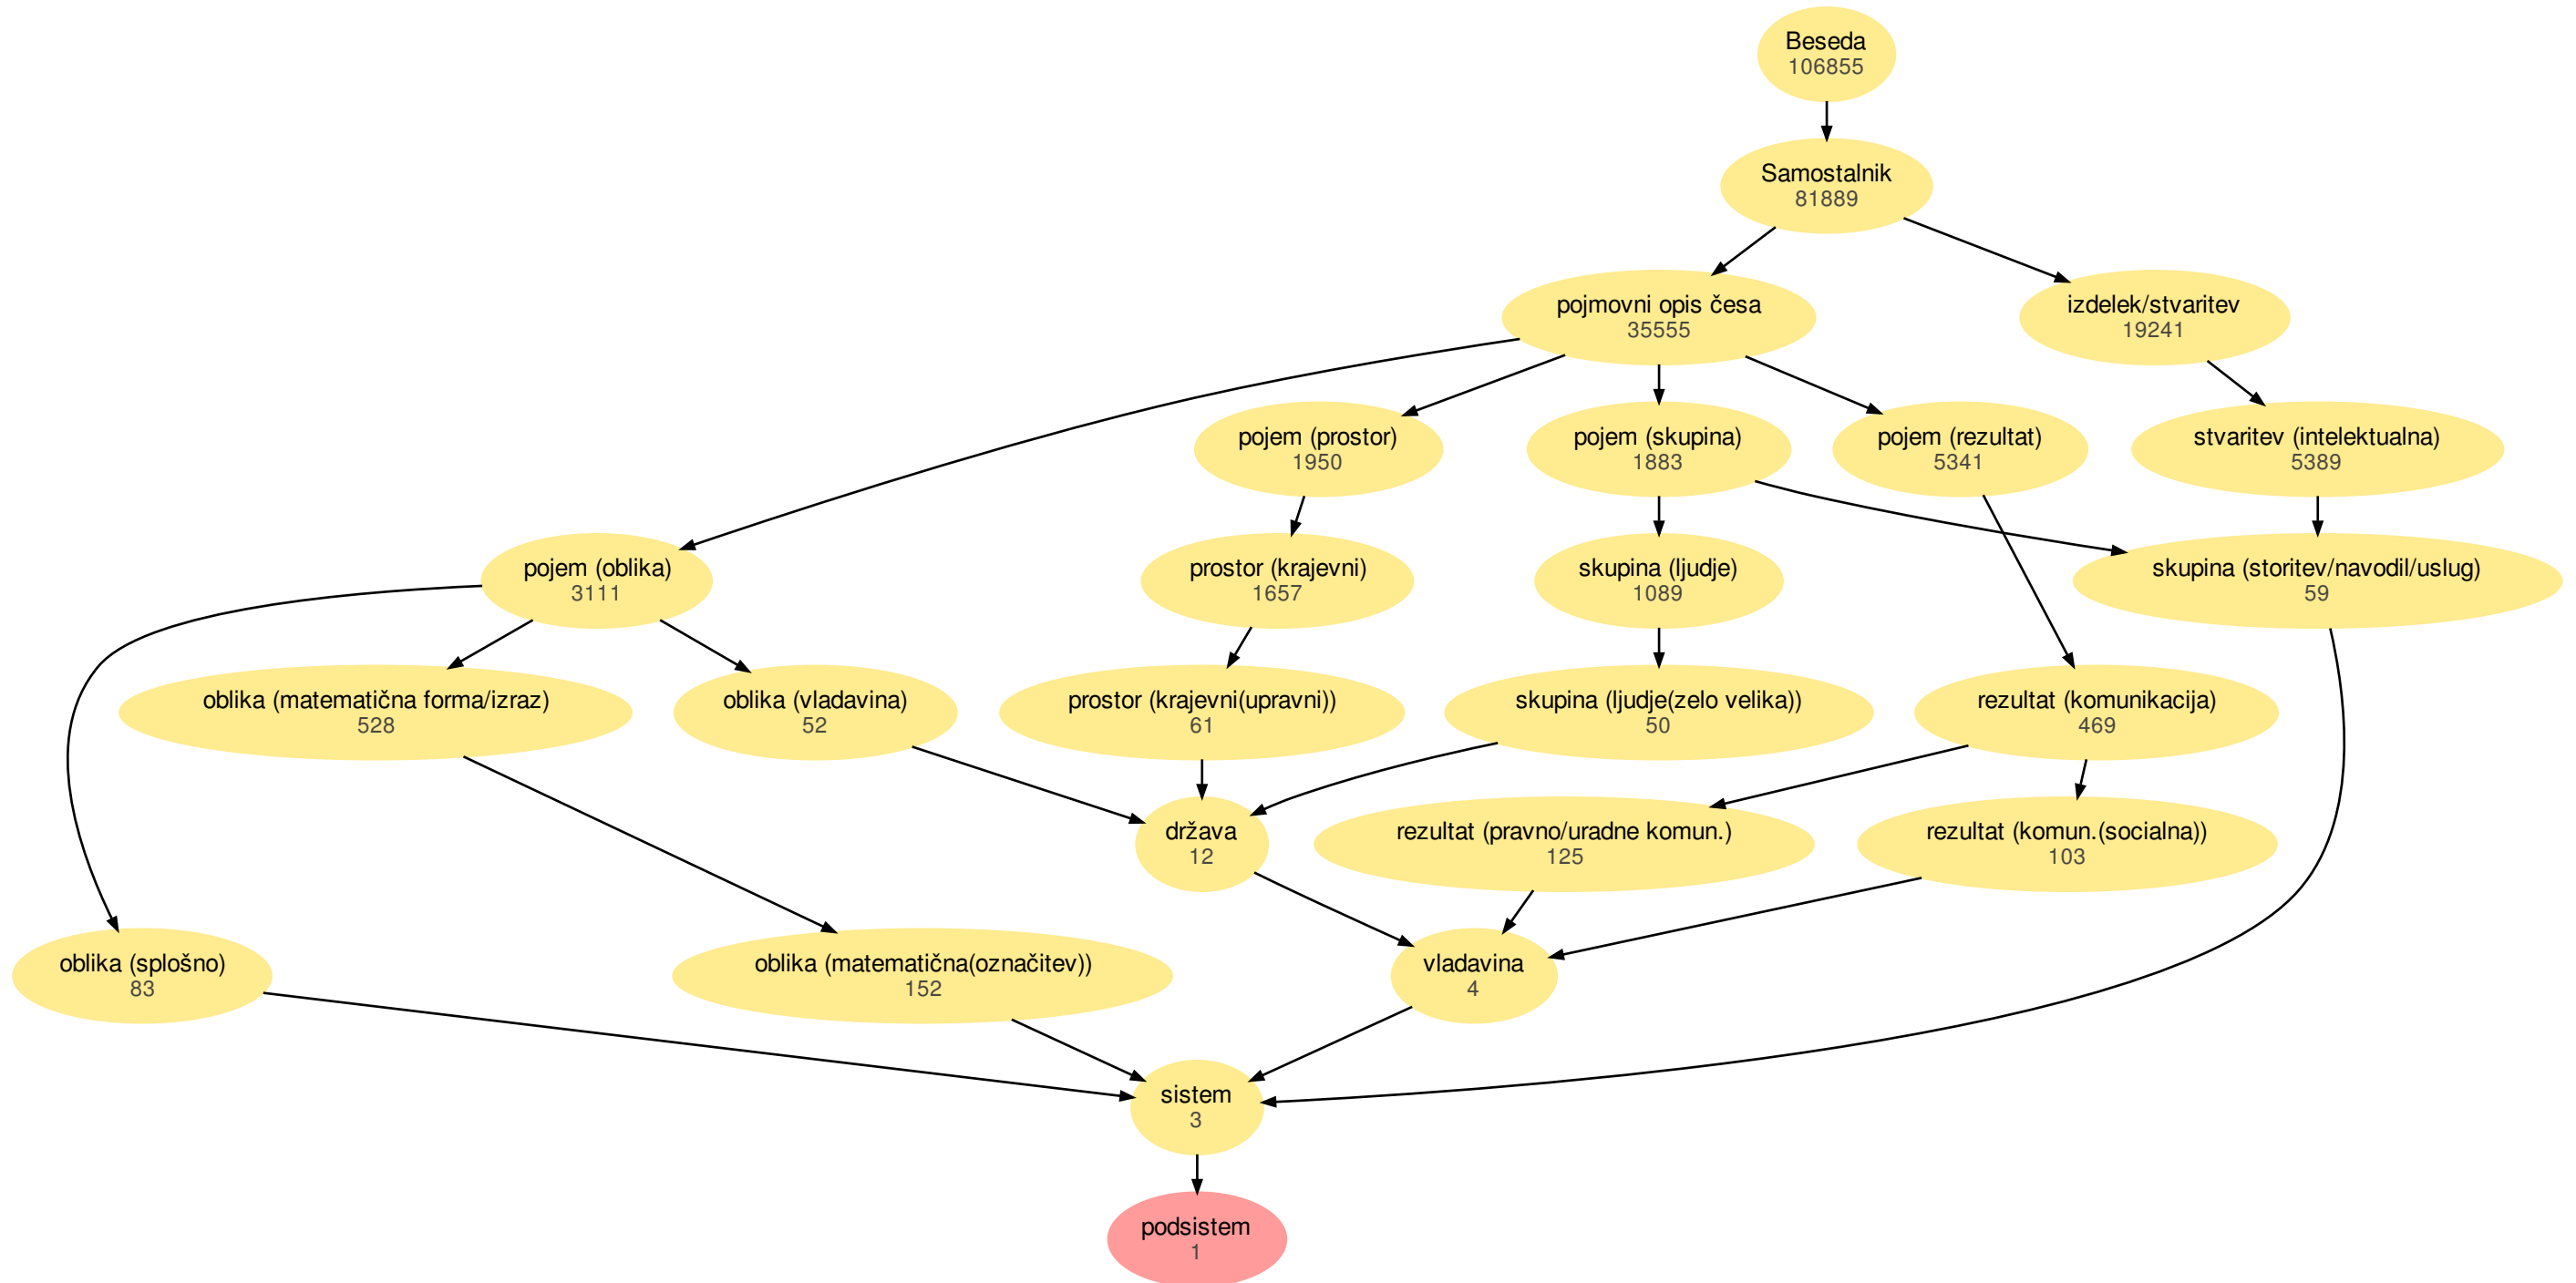 Beseda
106855
Samostalnik
81889
pojmovni opis česa
35555
izdelek/stvaritev
19241
pojem (prostor)
1950
pojem (skupina)
1883
pojem (rezultat)
5341
stvaritev (intelektualna)
5389
pojem (oblika)
3111
prostor (krajevni)
1657
skupina (ljudje)
1089
skupina (storitev/navodil/uslug)
59
oblika (matematična forma/izraz)
528
oblika (vladavina)
52
prostor (krajevni(upravni))
61
skupina (ljudje(zelo velika))
50
rezultat (komunikacija)
469
država
12
rezultat (pravno/uradne komun.)
125
rezultat (komun.(socialna))
103
oblika (splošno)
83
oblika (matematična(označitev))
152
vladavina
4
sistem
3
podsistem
1